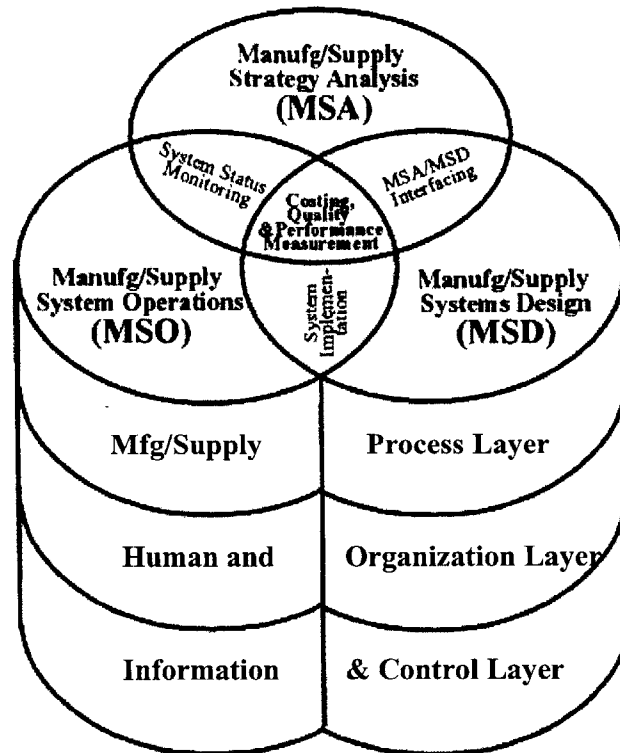 Manufg/Supply
Strategy Analysis
(MSA)
System Status
Monitoring
MSA/MSD
Interfacing
Costing,
Quality
& Performance
Measurement
Manufg/Supply
System Operations
(MSO)
System
Implemen-
tation
Manufg/Supply
Systems Design
(MSD)
Mfg/Supply Process Layer
Human and Organization Layer
Information & Control Layer